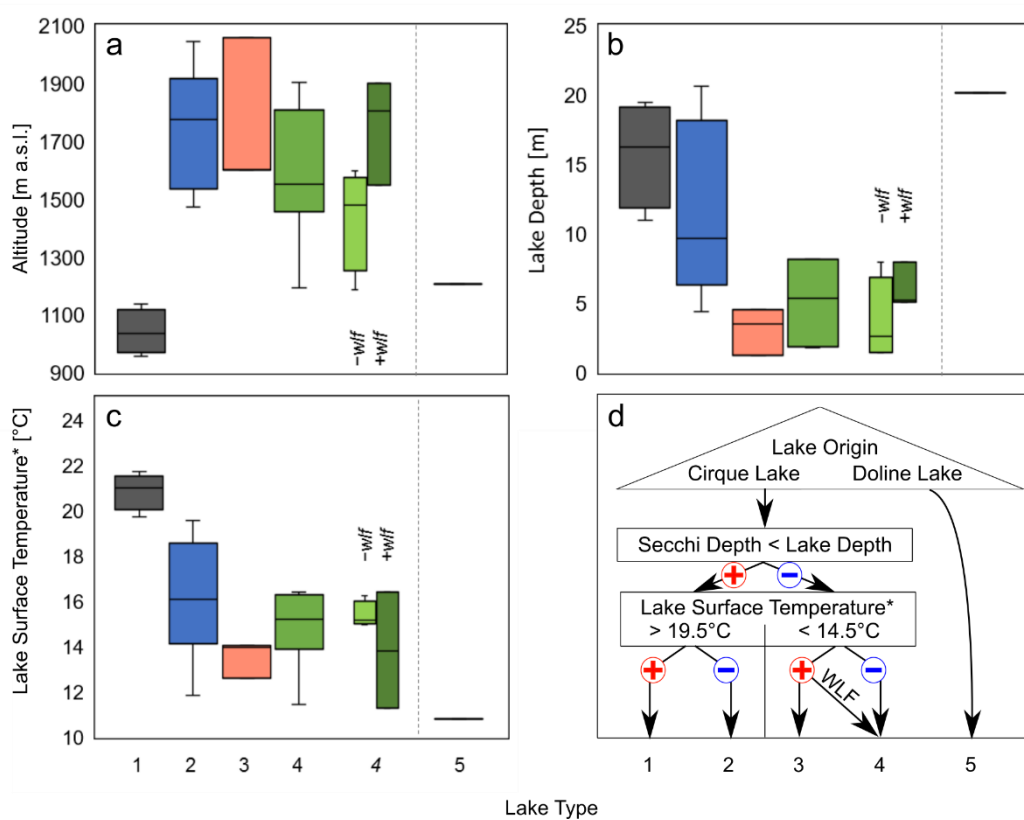 a
Altitude [m a.s.l.]
2100
1900
1700
1500
1300
1100
900
–wlf
+wlf
b
Lake Depth [m]
25
20
15
10
5
0
–wlf
+wlf
c
Lake Surface Temperature* [°C]
24
22
20
18
16
14
12
10
–wlf
+wlf
1 2 3 4 4 5
d
Lake Origin
Cirque Lake Doline Lake
Secchi Depth < Lake Depth
+ –
Lake Surface Temperature*
> 19.5°C < 14.5°C
+ – + –
WLF
1 2 3 4 5
Lake Type